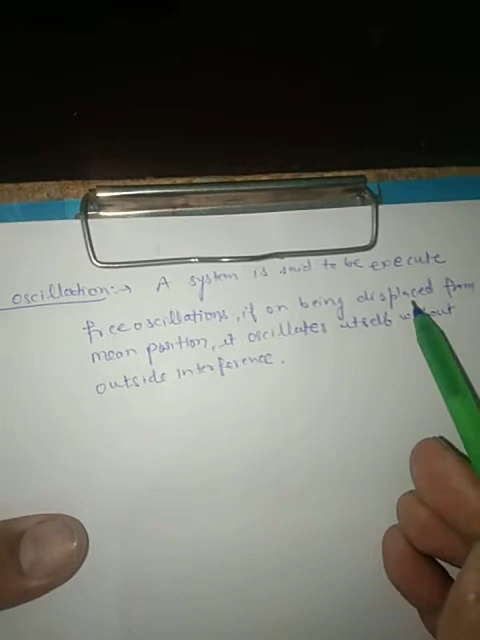 oscillation:→ A system is said to be execute
free oscillations, if on being displaced from
mean position, it oscillates itself without
outside interference.